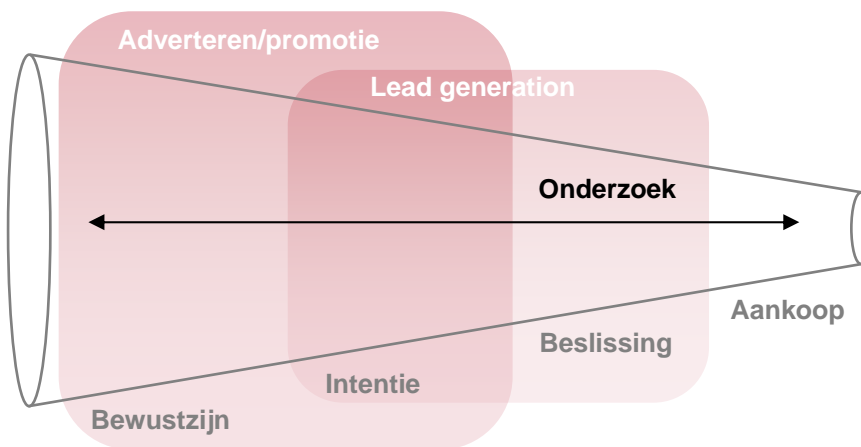 Adverteren/promotie
Lead generation
Onderzoek
Aankoop
Beslissing
Intentie
Bewustzijn